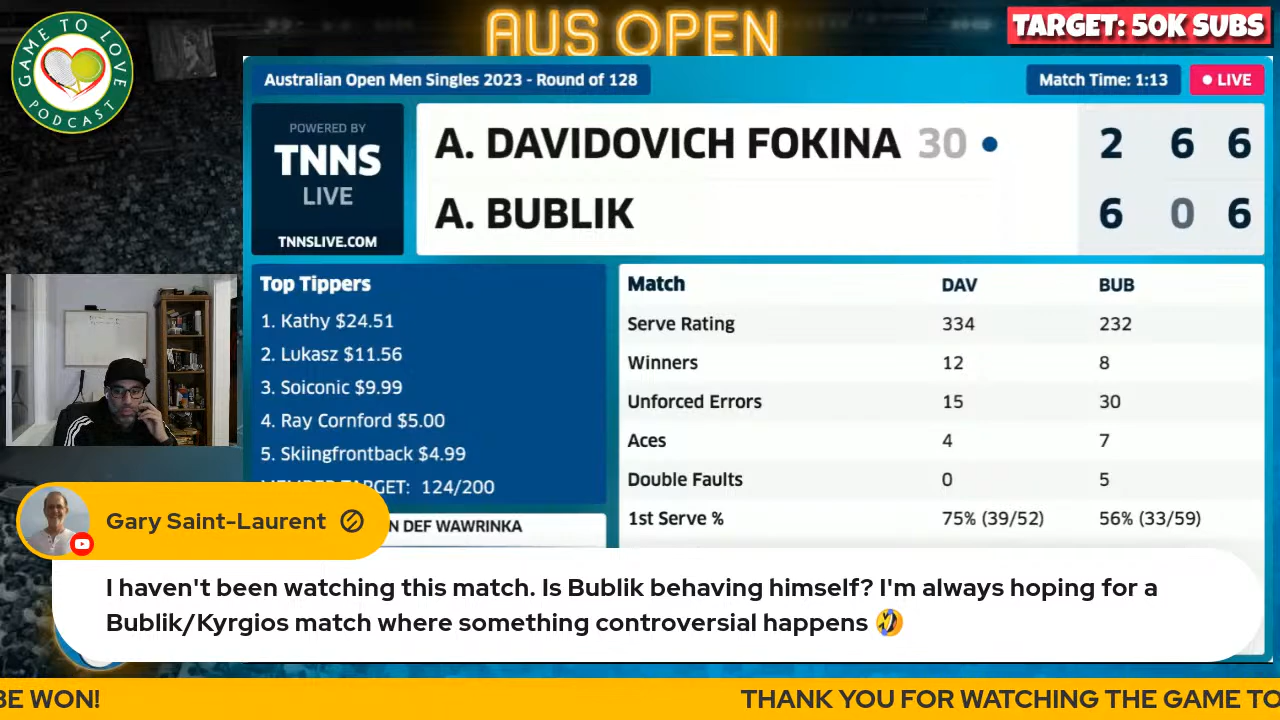 AUS OPEN
TARGET: 50K SUBS
GAME TO LOVE
PODCAST
Australian Open Men Singles 2023 - Round of 128
Match Time: 1:13
LIVE
POWERED BY
TNNS
LIVE
TNNSLIVE.COM
A. DAVIDOVICH FOKINA 30 2 6 6
A. BUBLIK 6 0 6
Top Tippers
1. Kathy $24.51
2. Lukasz $11.56
3. Soiconic $9.99
4. Ray Cornford $5.00
5. Skiingfrontback $4.99
TARGET: 124/200
DEF WAWRINKA
Match DAV BUB
Serve Rating 334 232
Winners 12 8
Unforced Errors 15 30
Aces 4 7
Double Faults 0 5
1st Serve % 75% (39/52) 56% (33/59)
Gary Saint-Laurent
I haven't been watching this match. Is Bublik behaving himself? I'm always hoping for a
Bublik/Kyrgios match where something controversial happens 🤣
BE WON!
THANK YOU FOR WATCHING THE GAME TO